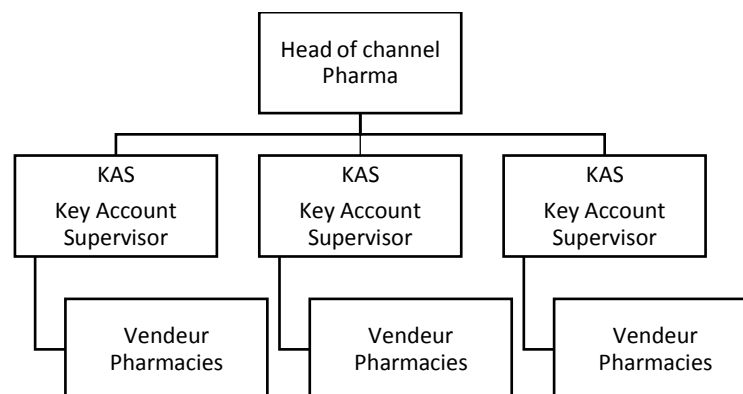 Head of channel
Pharma
KAS
Key Account
Supervisor
KAS
Key Account
Supervisor
KAS
Key Account
Supervisor
Vendeur
Pharmacies
Vendeur
Pharmacies
Vendeur
Pharmacies